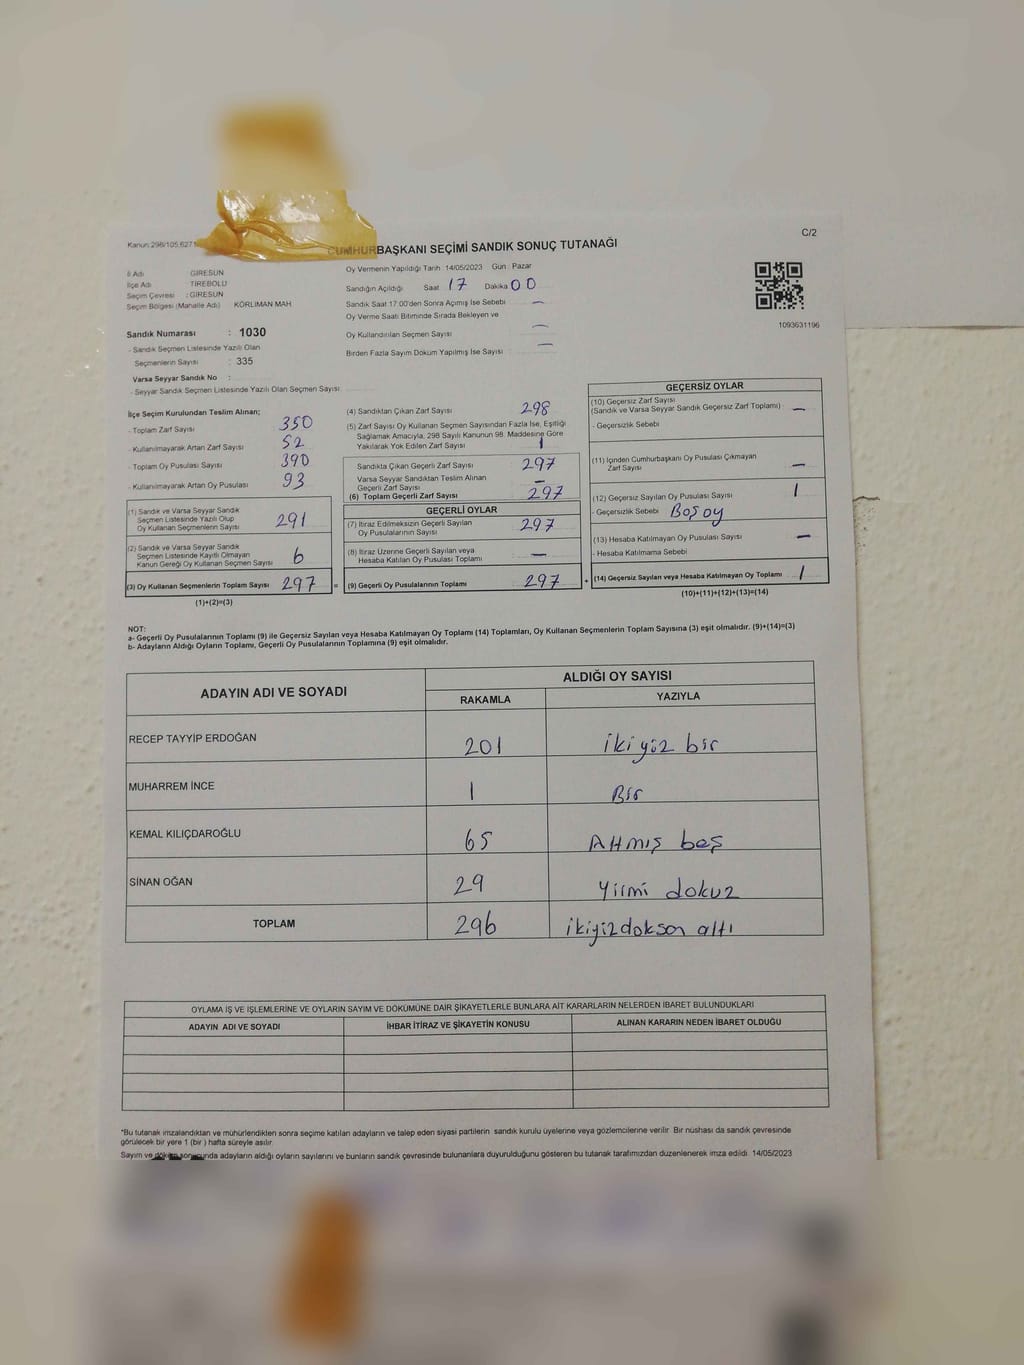 C/2
Kanun:298/105,6271
CUMHURBAŞKANI SEÇİMİ SANDIK SONUÇ TUTANAĞI
İl Adı : GİRESUN
İlçe Adı : TİREBOLU
Seçim Çevresi : GİRESUN
Seçim Bölgesi (Mahalle Adı) : KÖRLİMAN MAH
Sandık Numarası : 1030
- Sandık Seçmen Listesinde Yazılı Olan
Seçmenlerin Sayısı : 335
Varsa Seyyar Sandık No :
- Seyyar Sandık Seçmen Listesinde Yazılı Olan Seçmen Sayısı
Oy Vermenin Yapıldığı Tarih :14/05/2023 Gün : Pazar
Sandığın Açıldığı Saat 17 Dakika 00
Sandık Saat 17:00'den Sonra Açımış İse Sebebi : —
Oy Verme Saati Bitiminde Sırada Bekleyen ve
Oy Kullandırılan Seçmen Sayısı : —
Birden Fazla Sayım Döküm Yapılmış İse Sayısı : —
1093631196
İlçe Seçim Kurulundan Teslim Alınan;
- Toplam Zarf Sayısı 350
- Kullanılmayarak Artan Zarf Sayısı 52
- Toplam Oy Pusulası Sayısı 390
- Kullanılmayarak Artan Oy Pusulası 93
(1) Sandık ve Varsa Seyyar Sandık
Seçmen Listesinde Yazılı Olup
Oy Kullanan Seçmenlerin Sayısı 291
(2) Sandık ve Varsa Seyyar Sandık
Seçmen Listesinde Kayıtlı Olmayan
Kanun Gereği Oy Kullanan Seçmen Sayısı 6
(3) Oy Kullanan Seçmenlerin Toplam Sayısı 297 =
(1)+(2)=(3)
(4) Sandıktan Çıkan Zarf Sayısı 298
(5) Zarf Sayısı Oy Kullanan Seçmen Sayısından Fazla İse, Eşitliği
Sağlamak Amacıyla, 298 Sayılı Kanunun 98. Maddesine Göre
Yakılarak Yok Edilen Zarf Sayısı 1
Sandıkta Çıkan Geçerli Zarf Sayısı 297
Varsa Seyyar Sandıktan Teslim Alınan
Geçerli Zarf Sayısı —
(6) Toplam Geçerli Zarf Sayısı 297
GEÇERLİ OYLAR
(7) İtiraz Edilmeksizin Geçerli Sayılan
Oy Pusulalarının Sayısı 297
(8) İtiraz Üzerine Geçerli Sayılan veya
Hesaba Katılan Oy Pusulası Toplamı —
(9) Geçerli Oy Pusulalarının Toplamı 297 +
GEÇERSİZ OYLAR
(10) Geçersiz Zarf Sayısı
(Sandık ve Varsa Seyyar Sandık Geçersiz Zarf Toplamı) —
- Geçersizlik Sebebi
(11) İçinden Cumhurbaşkanı Oy Pusulası Çıkmayan
Zarf Sayısı —
(12) Geçersiz Sayılan Oy Pusulası Sayısı 1
- Geçersizlik Sebebi Boş oy
(13) Hesaba Katılmayan Oy Pusulası Sayısı —
- Hesaba Katılmama Sebebi
(14) Geçersiz Sayılan veya Hesaba Katılmayan Oy Toplamı 1
(10)+(11)+(12)+(13)=(14)
NOT:
a- Geçerli Oy Pusulalarının Toplamı (9) ile Geçersiz Sayılan veya Hesaba Katılmayan Oy Toplamı (14) Toplamları, Oy Kullanan Seçmenlerin Toplam Sayısına (3) eşit olmalıdır. (9)+(14)=(3)
b- Adayların Aldığı Oyların Toplamı, Geçerli Oy Pusulalarının Toplamına (9) eşit olmalıdır.
ADAYIN ADI VE SOYADI ALDIĞI OY SAYISI
RAKAMLA YAZIYLA
RECEP TAYYİP ERDOĞAN 201 ikiyüz bir
MUHARREM İNCE 1 Bir
KEMAL KILIÇDAROĞLU 65 Altmış beş
SİNAN OĞAN 29 Yirmi dokuz
TOPLAM 296 ikiyüzdoksan altı
OYLAMA İŞ VE İŞLEMLERİNE VE OYLARIN SAYIM VE DÖKÜMÜNE DAİR ŞİKAYETLERLE BUNLARA AİT KARARLARIN NELERDEN İBARET BULUNDUKLARI
ADAYIN ADI VE SOYADI İHBAR İTİRAZ VE ŞİKAYETİN KONUSU ALINAN KARARIN NEDEN İBARET OLDUĞU
*Bu tutanak imzalandıktan ve mühürlendikten sonra seçime katılan adayların ve talep eden siyasi partilerin sandık kurulu üyelerine veya gözlemcilerine verilir. Bir nüshası da sandık çevresinde
görülecek bir yere 1 (bir) hafta süreyle asılır.
Sayım ve döküm sonucunda adayların aldığı oyların sayılarını ve bunların sandık çevresinde bulunanlara duyurulduğunu gösteren bu tutanak tarafımızdan düzenlenerek imza edildi. 14/05/2023